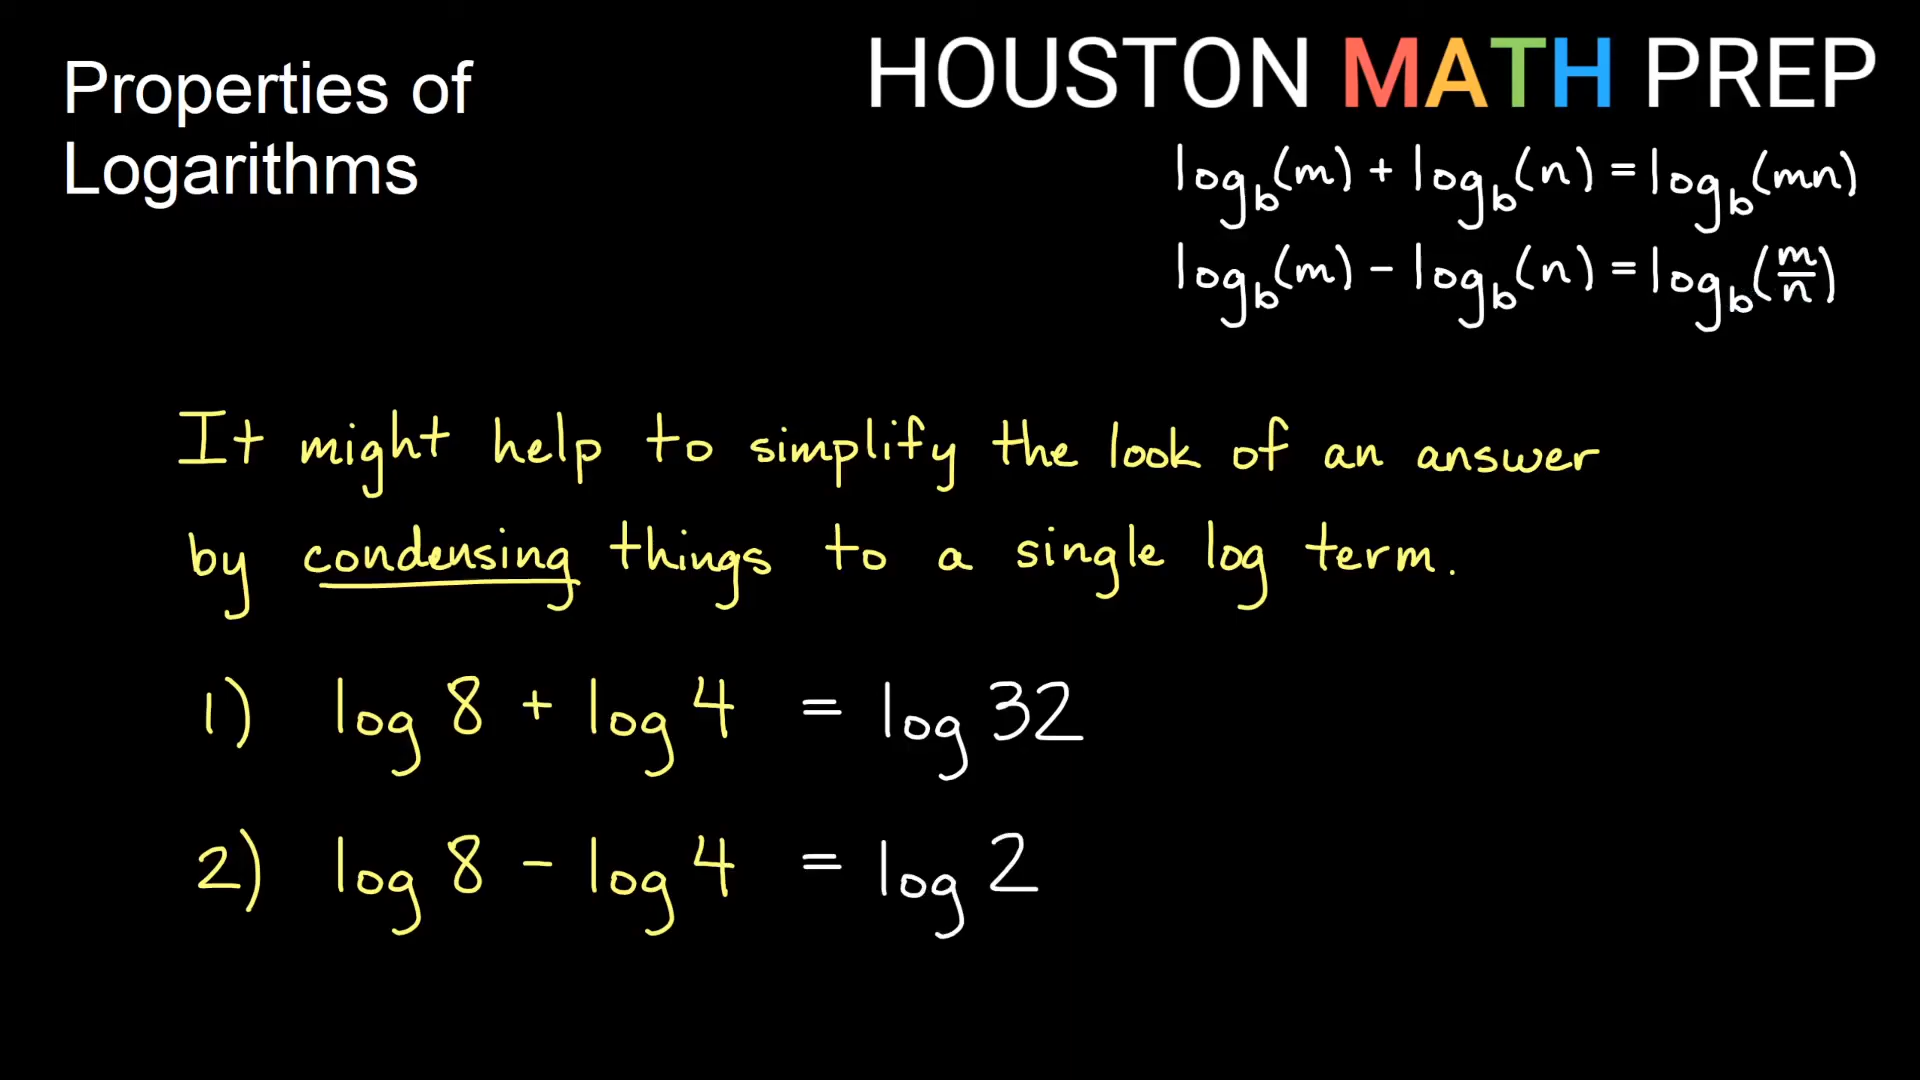 Properties of
Logarithms
HOUSTON MATH PREP
log_b(m) + log_b(n) = log_b(mn)
log_b(m) - log_b(n) = log_b(m/n)
It might help to simplify the look of an answer
by condensing things to a single log term.
1) log 8 + log 4 = log 32
2) log 8 - log 4 = log 2